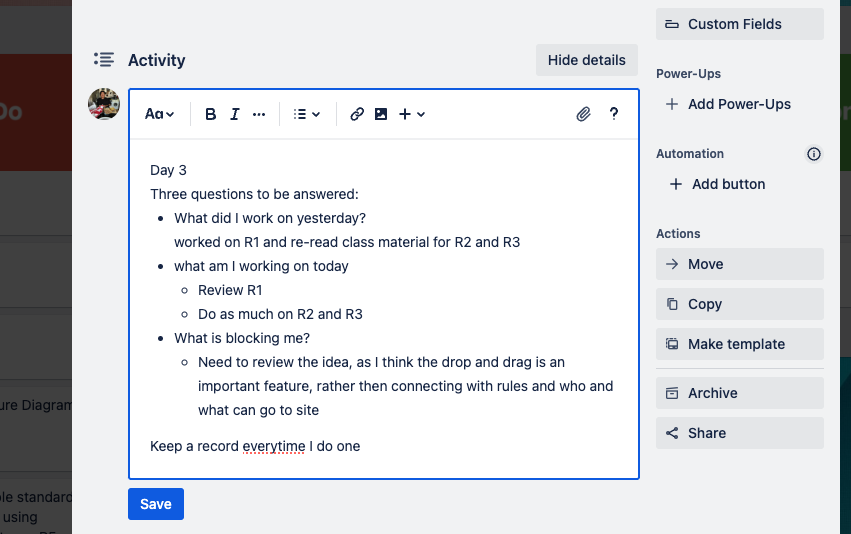 Custom Fields
Activity
Hide details
Power-Ups
Do
Aa
B
I
?
Add Power-Ups
Automation
Add button
Day 3
Three questions to be answered:
What did I work on yesterday?
worked on R1 and re-read class material for R2 and R3
what am I working on today
Review R1
Do as much on R2 and R3
What is blocking me?
Need to review the idea, as I think the drop and drag is an
important feature, rather then connecting with rules and who and
what can go to site
Keep a record everytime I do one
Save
Actions
Move
Copy
Make template
Archive
Share
ure Diagram
ole standard
using